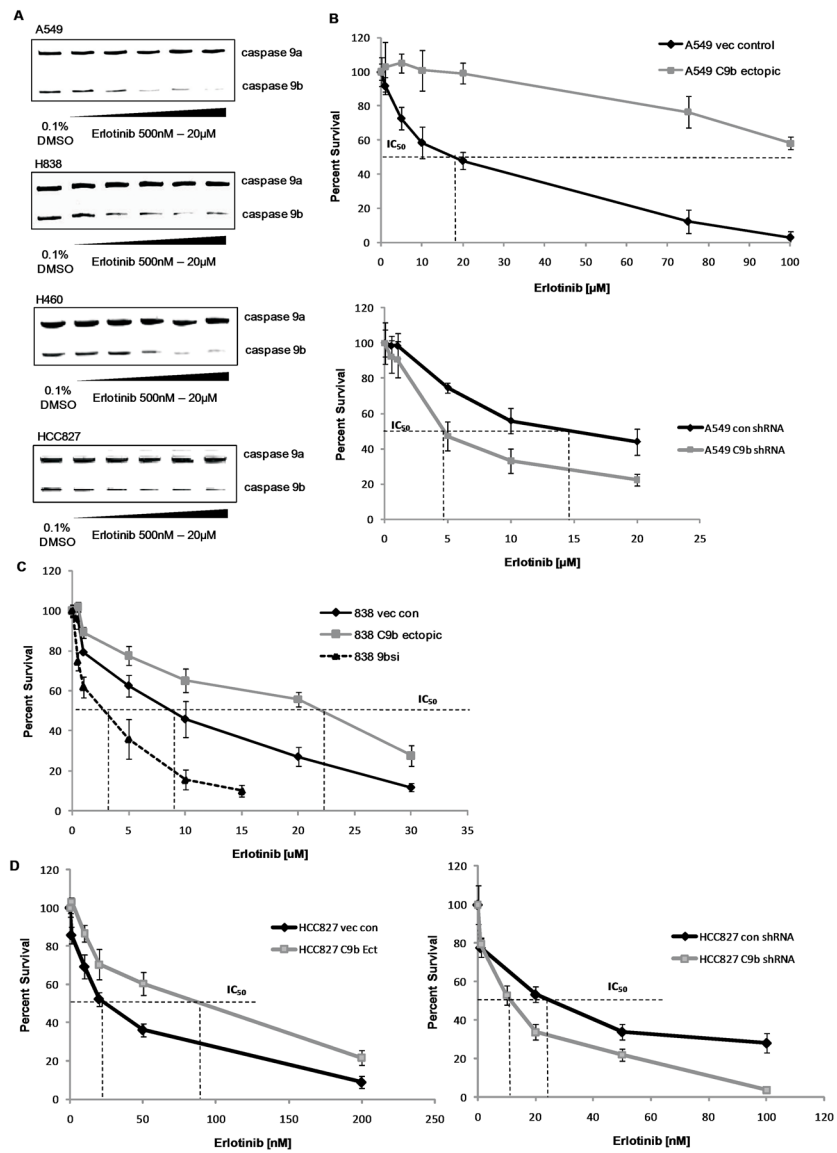 A
A549
caspase 9a
caspase 9b
0.1%
DMSO
Erlotinib 500nM – 20µM
H838
caspase 9a
caspase 9b
0.1%
DMSO
Erlotinib 500nM – 20µM
H460
caspase 9a
caspase 9b
0.1%
DMSO
Erlotinib 500nM – 20µM
HCC827
caspase 9a
caspase 9b
0.1%
DMSO
Erlotinib 500nM – 20µM
B
Percent Survival
120
100
80
60
40
20
0
IC50
A549 vec control
A549 C9b ectopic
0 10 20 30 40 50 60 70 80 90 100
Erlotinib [µM]
Percent Survival
120
100
80
60
40
20
0
IC50
A549 con shRNA
A549 C9b shRNA
0 5 10 15 20 25
Erlotinib [µM]
C
Percent Survival
120
100
80
60
40
20
0
838 vec con
838 C9b ectopic
838 9bsi
IC50
0 5 10 15 20 25 30 35
Erlotinib [uM]
D
Percent Survival
120
100
80
60
40
20
0
HCC827 vec con
HCC827 C9b Ect
IC50
0 50 100 150 200 250
Erlotinib [nM]
Percent Survival
120
100
80
60
40
20
0
HCC827 con shRNA
HCC827 C9b shRNA
IC50
0 20 40 60 80 100 120
Erlotinib [nM]